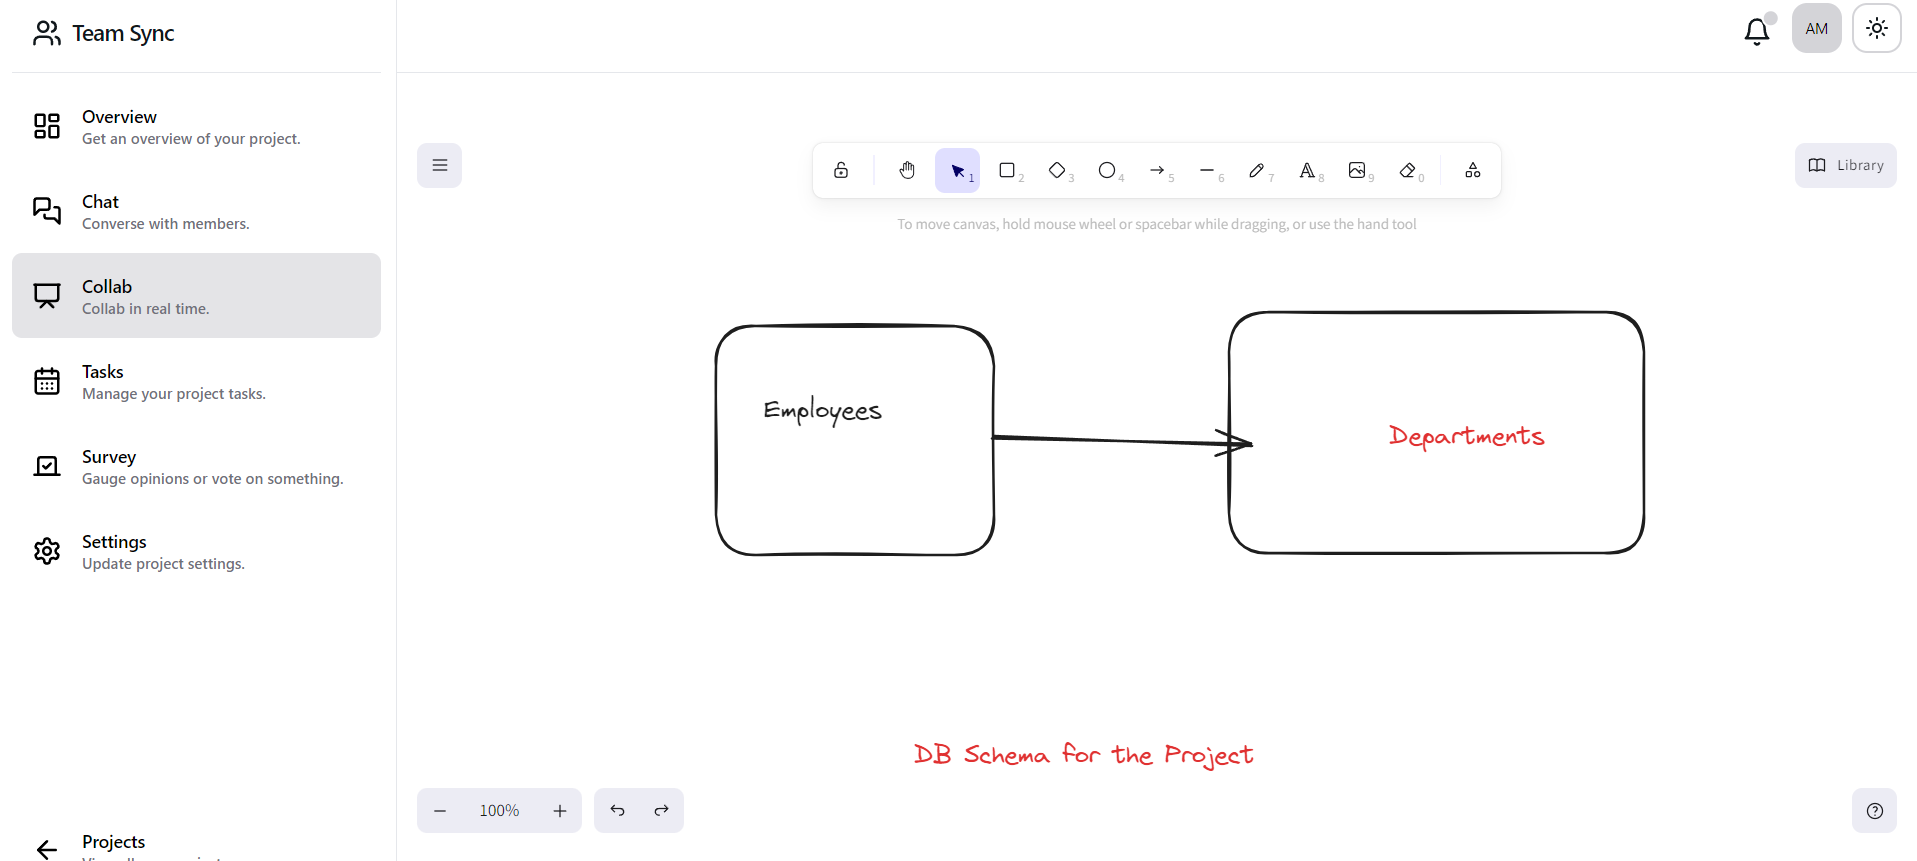 Team Sync
AM
Overview
Get an overview of your project.
Chat
Converse with members.
Collab
Collab in real time.
Tasks
Manage your project tasks.
Survey
Gauge opinions or vote on something.
Settings
Update project settings.
Projects
1 2 3 4 5 6 7 8 9 0
Library
To move canvas, hold mouse wheel or spacebar while dragging, or use the hand tool
Employees
Departments
DB Schema for the Project
100%